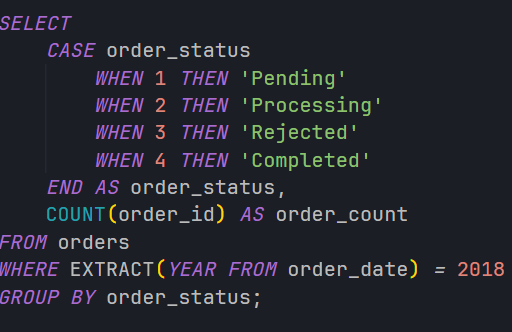 SELECT
    CASE order_status
        WHEN 1 THEN 'Pending'
        WHEN 2 THEN 'Processing'
        WHEN 3 THEN 'Rejected'
        WHEN 4 THEN 'Completed'
    END AS order_status,
    COUNT(order_id) AS order_count
FROM orders
WHERE EXTRACT(YEAR FROM order_date) = 2018
GROUP BY order_status;